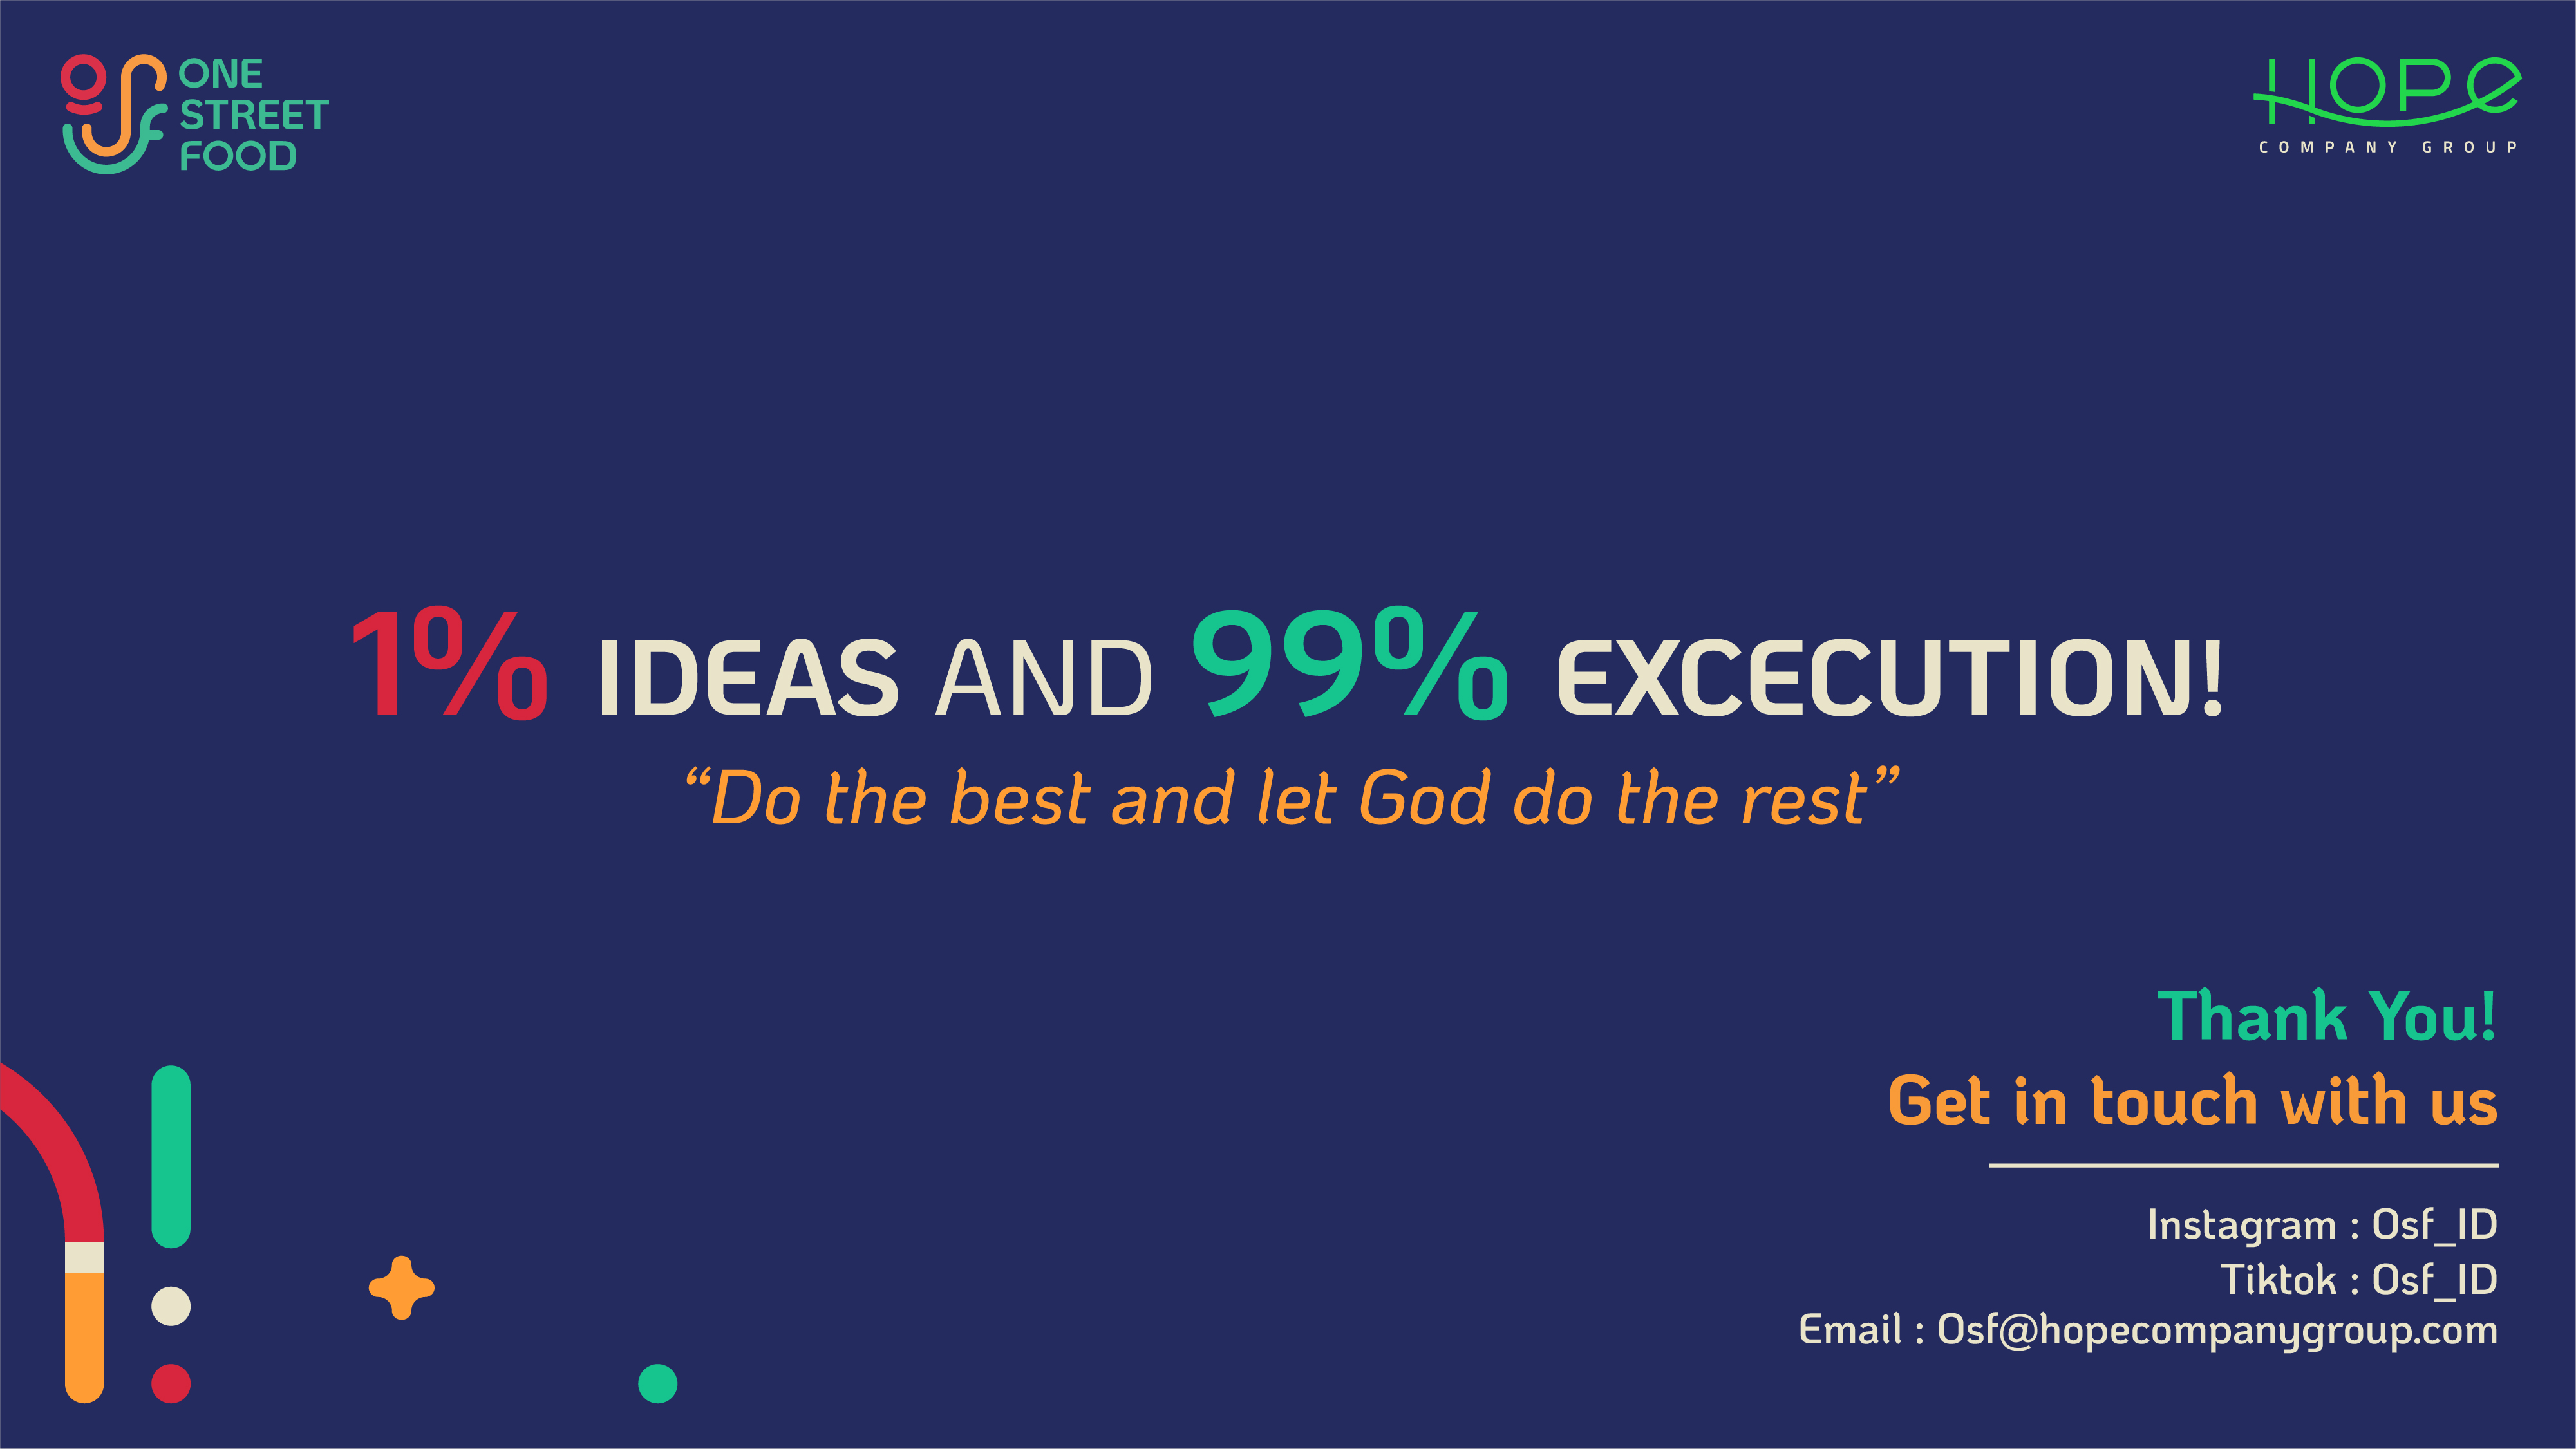 ONE
STREET
FOOD
HOPE
COMPANY GROUP
1% IDEAS AND 99% EXCECUTION!
“Do the best and let God do the rest”
Thank You!
Get in touch with us
Instagram : Osf_ID
Tiktok : Osf_ID
Email : Osf@hopecompanygroup.com